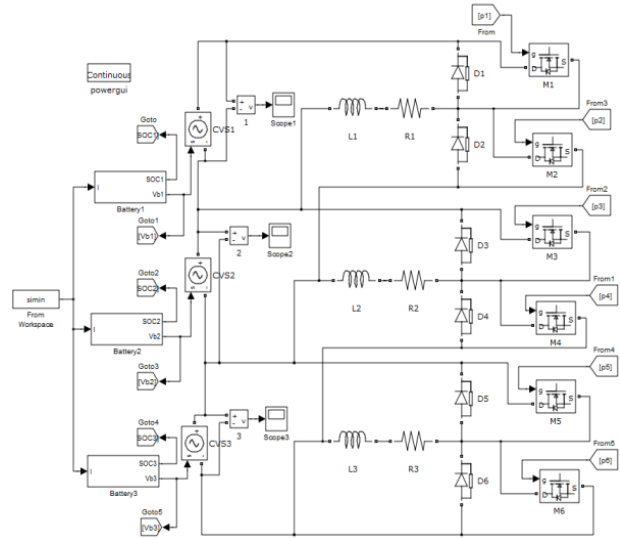 [p1]
From
g
D
S
M1
Continuous
powergui
Goto
SOC1
+
-
v
1
Scope1
CVS1
L1
R1
D1
D2
From3
[p2]
g
D
S
M2
I
SOC1
Vb1
Battery1
Goto1
[Vb1]
From2
[p3]
g
D
S
M3
+
-
v
2
Scope2
CVS2
D3
Goto2
SOC2
L2
R2
D4
From1
[p4]
g
D
S
M4
simin
From
Workspace
I
SOC2
Vb2
Battery2
Goto3
[Vb2]
From4
[p5]
g
D
S
M5
D5
Goto4
SOC3
+
-
v
3
Scope3
CVS3
L3
R3
From5
[p6]
g
D
S
M6
D6
I
SOC3
Vb3
Battery3
Goto5
[Vb3]